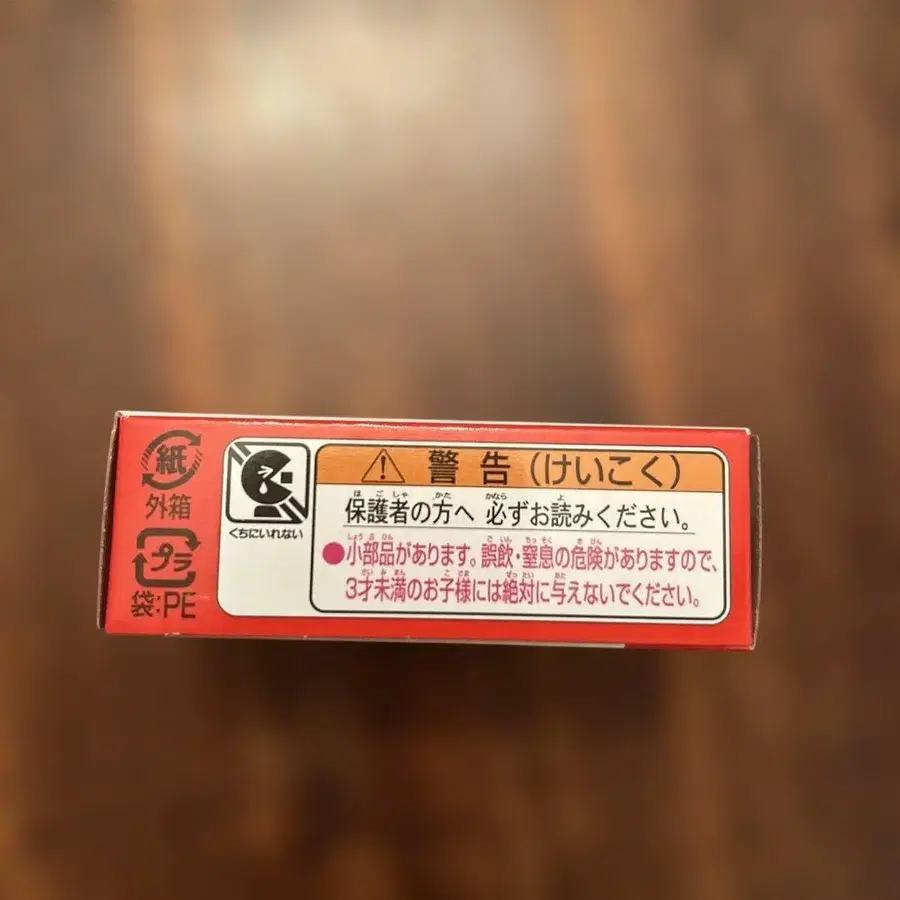 紙
外箱
プラ
袋:PE
くちにいれない
警告(けいこく)
保護者の方へ 必ずお読みください。
●小部品があります。誤飲・窒息の危険がありますので、
3才未満のお子様には絶対に与えないでください。